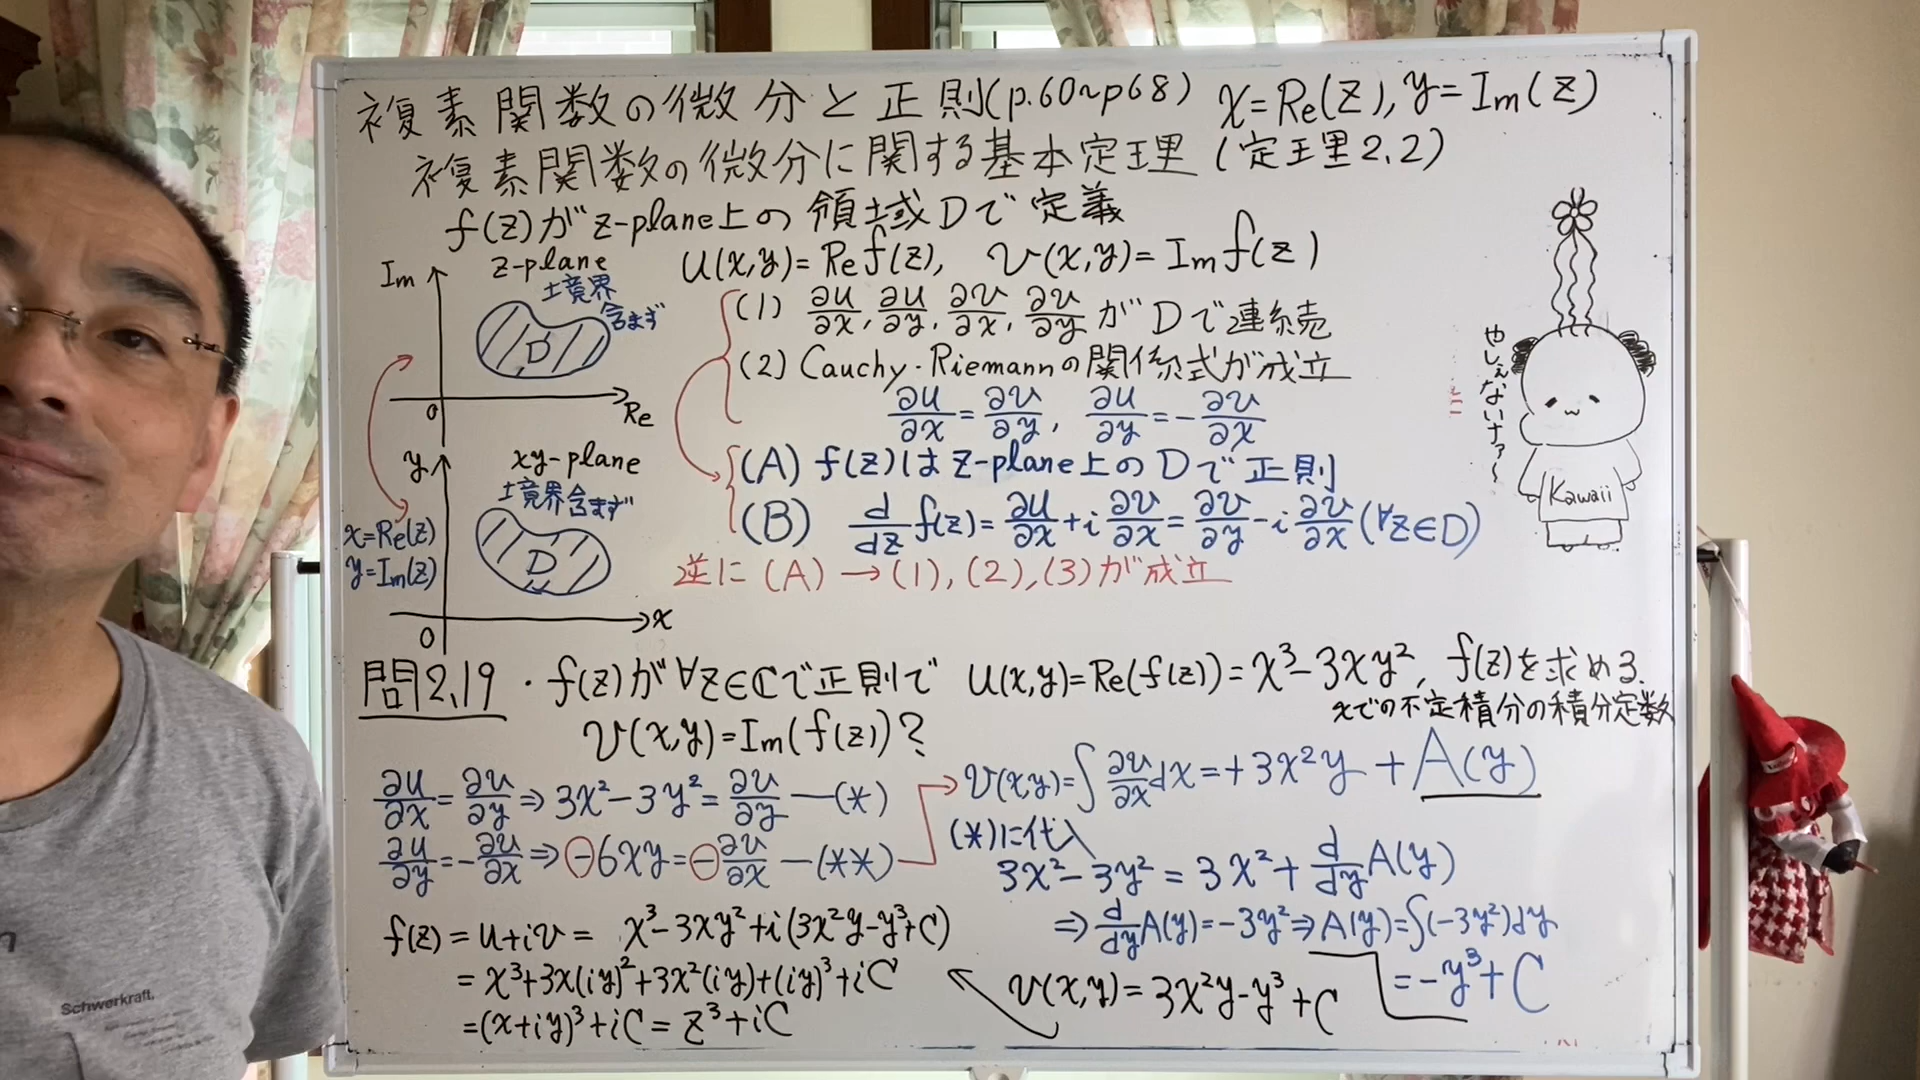 複素関数の微分と正則(p.60~p68) x=Re(z), y=Im(z)
複素関数の微分に関する基本定理(定理2.2)
f(z)がz-plane上の領域Dで定義
u(x,y)=Re f(z), v(x,y)=Im f(z)
Im
z-plane
境界
含まず
D
0
Re
(1) ∂u/∂x, ∂u/∂y, ∂v/∂x, ∂v/∂y が D で連続
(2) Cauchy・Riemannの関係式が成立
∂u/∂x=∂v/∂y, ∂u/∂y=-∂v/∂x
(A) f(z)はz-plane上のDで正則
(B) d/dz f(z)=∂u/∂x+i∂v/∂x=∂v/∂y-i∂v/∂x (∀z∈D)
逆に(A)→(1),(2),(3)が成立
y
xy-plane
境界含まず
D
x=Re(z)
y=Im(z)
0
x
やしぇないナァ〜
Kawaii
問2.19 ・f(z)が∀z∈ℂで正則で u(x,y)=Re(f(z))=x³-3xy², f(z)を求める.
v(x,y)=Im(f(z))?
xでの不定積分の積分定数
∂u/∂x=∂v/∂y⇒3x²-3y²=∂v/∂y―(*)
∂u/∂y=-∂v/∂x⇒-6xy=-∂v/∂x―(**)
v(x,y)=∫∂v/∂x dx=+3x²y+A(y)
(*)に代入
3x²-3y²=3x²+d/dy A(y)
⇒d/dy A(y)=-3y²⇒A(y)=∫(-3y²)dy
=-y³+C
v(x,y)=3x²y-y³+C
f(z)=u+iv= x³-3xy²+i(3x²y-y³+C)
=x³+3x(iy)²+3x²(iy)+(iy)³+iC
=(x+iy)³+iC=z³+iC
Schwerkraft.